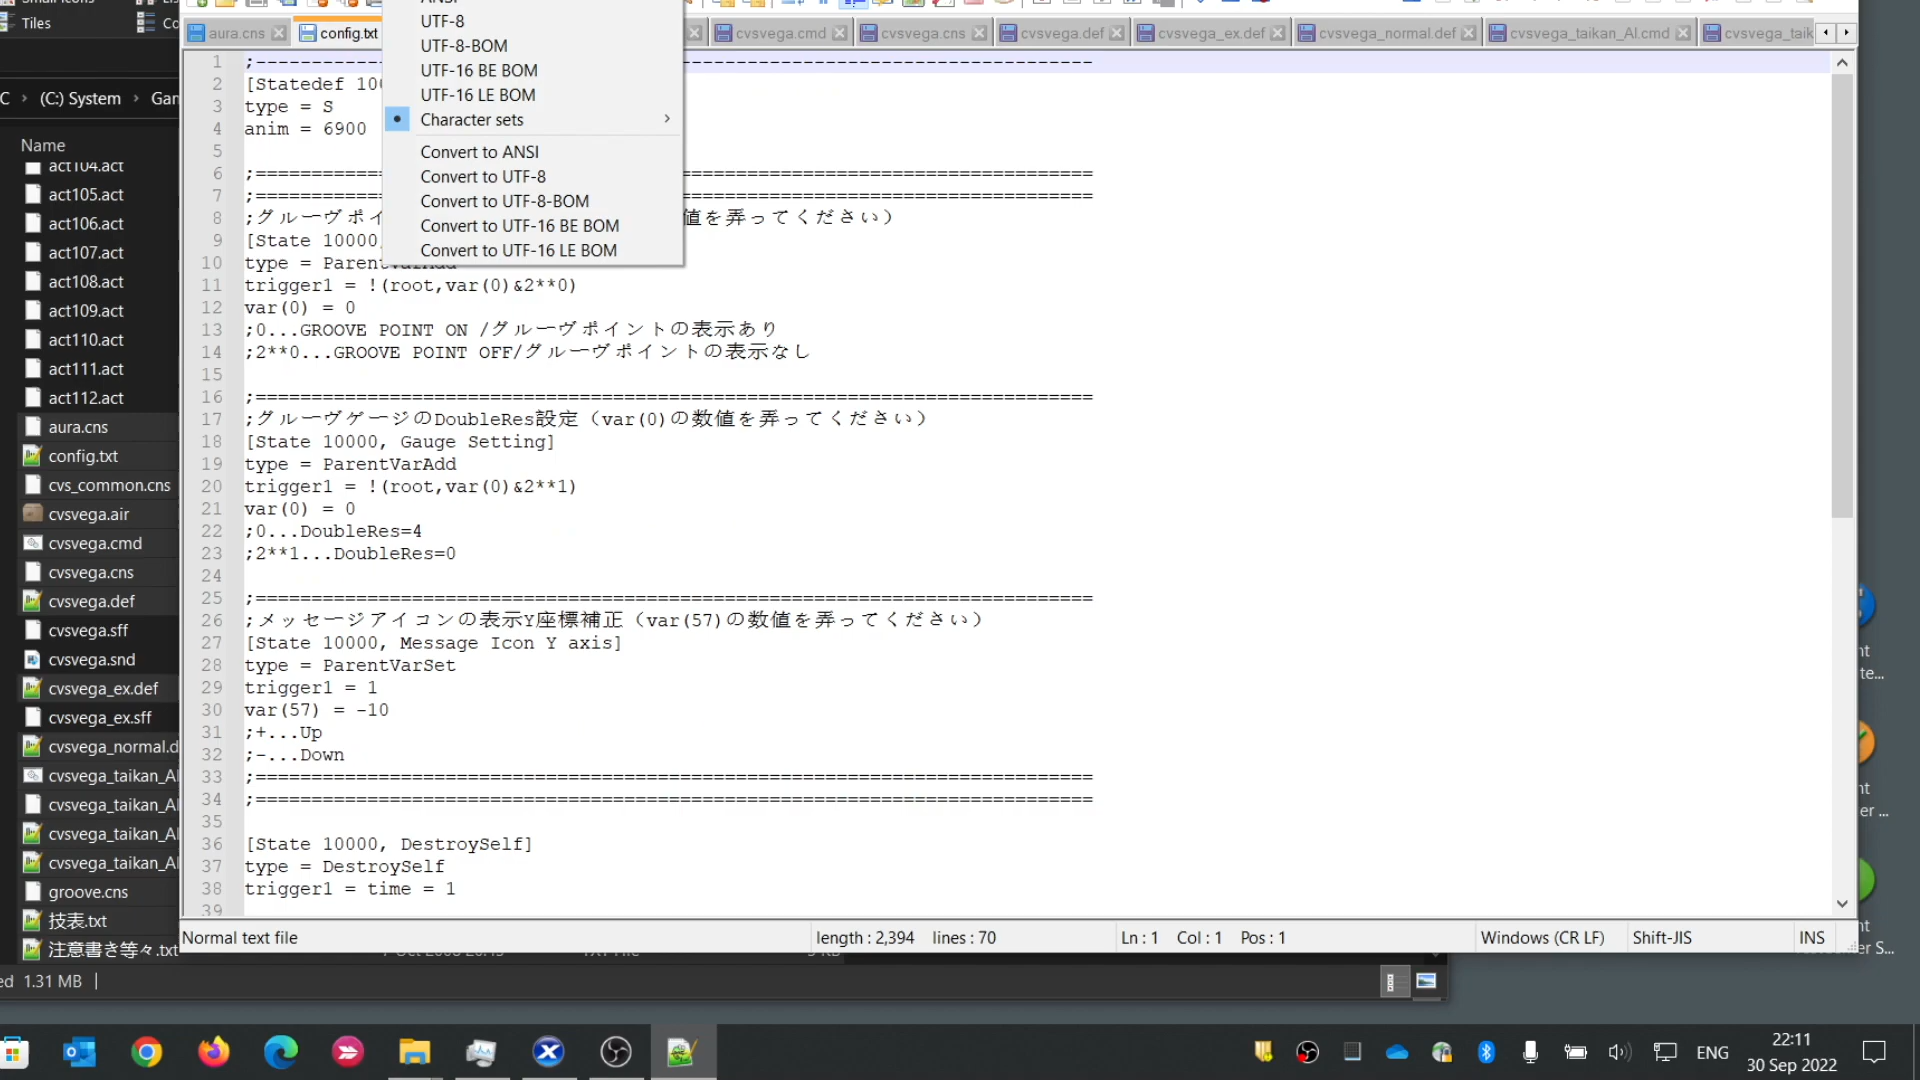 Tiles
(C:) System
Name
act104.act
act105.act
act106.act
act107.act
act108.act
act109.act
act110.act
act111.act
act112.act
aura.cns
config.txt
cvs_common.cns
cvsvega.air
cvsvega.cmd
cvsvega.cns
cvsvega.def
cvsvega.sff
cvsvega.snd
cvsvega_ex.def
cvsvega_ex.sff
cvsvega_normal.d
cvsvega_taikan_AI
cvsvega_taikan_AI
cvsvega_taikan_AI
cvsvega_taikan_AI
groove.cns
技表.txt
注意書き等々.txt
1.31 MB
aura.cns
config.txt
cvsvega.cmd
cvsvega.cns
cvsvega.def
cvsvega_ex.def
cvsvega_normal.def
cvsvega_taikan_AI.cmd
cvsvega_taik
UTF-8
UTF-8-BOM
UTF-16 BE BOM
UTF-16 LE BOM
Character sets
Convert to ANSI
Convert to UTF-8
Convert to UTF-8-BOM
Convert to UTF-16 BE BOM
Convert to UTF-16 LE BOM
1 ;----------------------------------------------------------------------------
2 [Statedef 10
3 type = S
4 anim = 6900
5
6 ;===========================================================================
7 ;===========================================================================
8 ;グルーヴポイ 値を弄ってください）
9 [State 10000,
10 type = ParentVarAdd
11 trigger1 = !(root,var(0)&2**0)
12 var(0) = 0
13 ;0...GROOVE POINT ON /グルーヴポイントの表示あり
14 ;2**0...GROOVE POINT OFF/グルーヴポイントの表示なし
15
16 ;===========================================================================
17 ;グルーヴゲージのDoubleRes設定（var(0)の数値を弄ってください）
18 [State 10000, Gauge Setting]
19 type = ParentVarAdd
20 trigger1 = !(root,var(0)&2**1)
21 var(0) = 0
22 ;0...DoubleRes=4
23 ;2**1...DoubleRes=0
24
25 ;===========================================================================
26 ;メッセージアイコンの表示Y座標補正（var(57)の数値を弄ってください）
27 [State 10000, Message Icon Y axis]
28 type = ParentVarSet
29 trigger1 = 1
30 var(57) = -10
31 ;+...Up
32 ;-...Down
33 ;===========================================================================
34 ;===========================================================================
35
36 [State 10000, DestroySelf]
37 type = DestroySelf
38 trigger1 = time = 1
39
Normal text file
length : 2,394 lines : 70
Ln : 1 Col : 1 Pos : 1
Windows (CR LF)
Shift-JIS
INS
ENG
22:11
30 Sep 2022